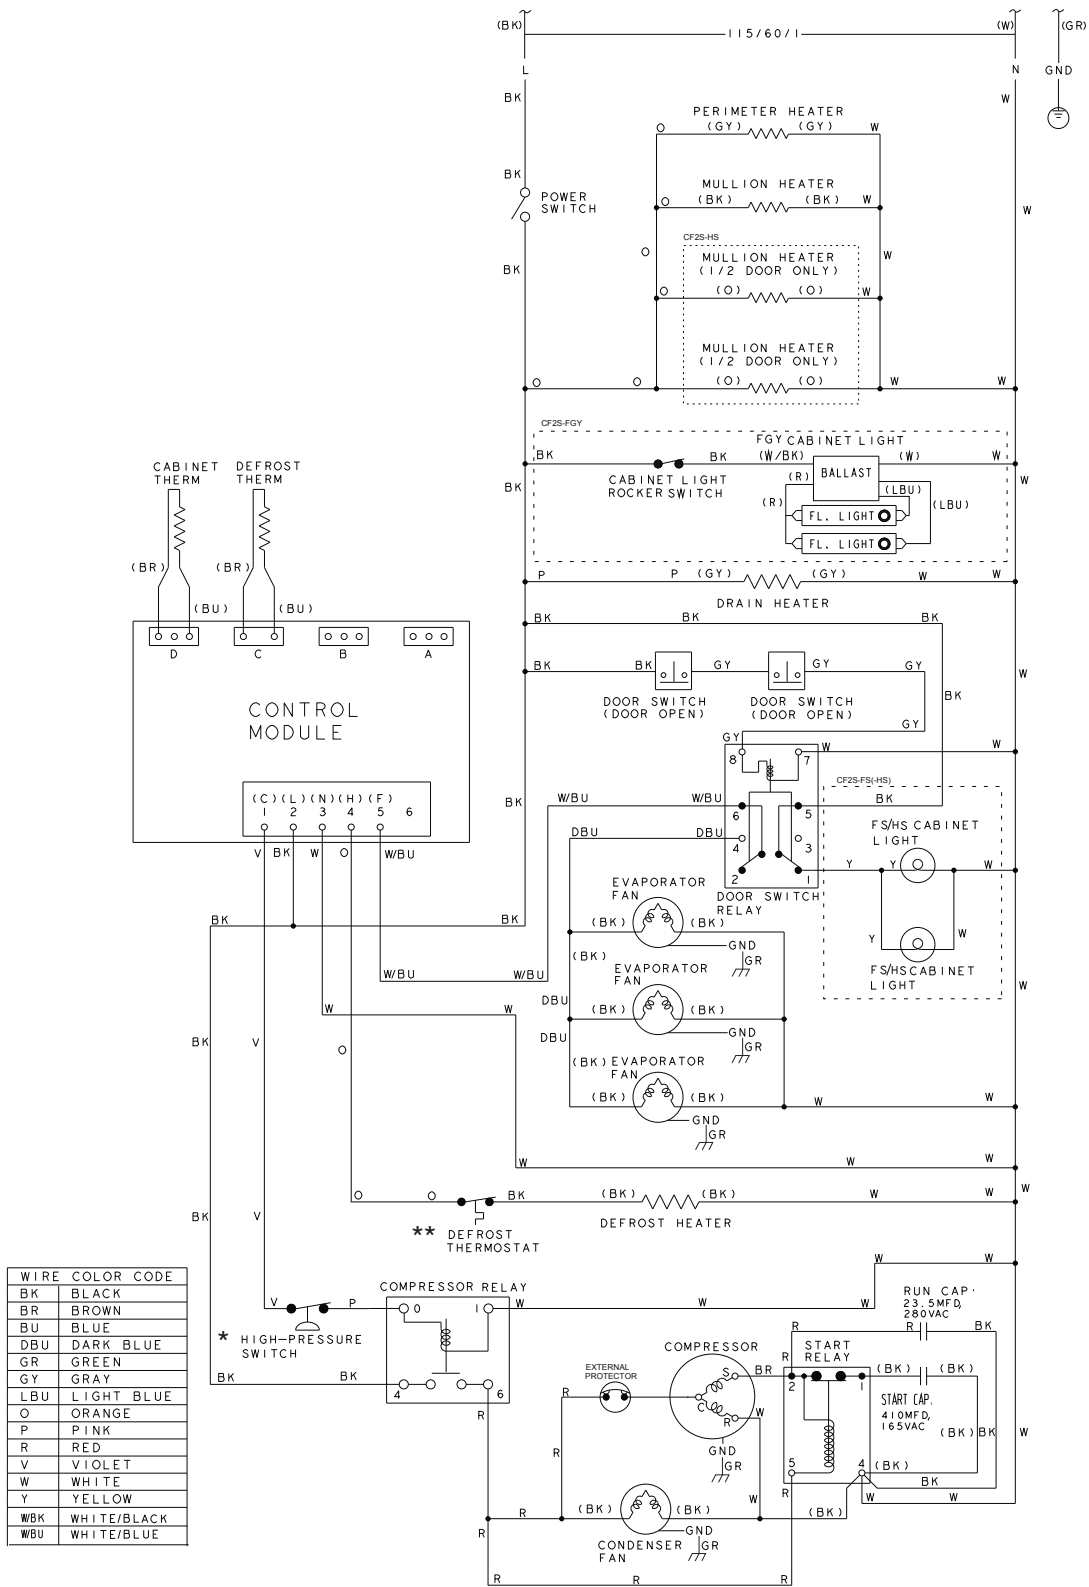 (BK)
115/60/1
(W)
(GR)
L
N
GND
BK
W
PERIMETER HEATER
O
(GY)
(GY)
W
BK
MULLION HEATER
O
(BK)
(BK)
W
POWER
SWITCH
W
CF2S-HS
O
W
BK
MULLION HEATER
(1/2 DOOR ONLY)
O
(O)
(O)
W
MULLION HEATER
(1/2 DOOR ONLY)
O
O
(O)
(O)
W
W
CF2S-FGY
FGY CABINET LIGHT
BK
BK
(W/BK)
(W)
W
CABINET LIGHT
ROCKER SWITCH
BALLAST
(R)
(LBU)
BK
W
(R)
FL. LIGHT
(LBU)
FL. LIGHT
CABINET
THERM
DEFROST
THERM
(BR)
(BR)
(BU)
(BU)
P
P
(GY)
(GY)
W
W
DRAIN HEATER
BK
BK
BK
D
C
B
A
BK
BK
GY
GY
GY
W
DOOR SWITCH
(DOOR OPEN)
DOOR SWITCH
(DOOR OPEN)
BK
CONTROL
MODULE
GY
GY
8
7
W
W
CF2S-FS(-HS)
(C)
(L)
(N)
(H)
(F)
1
2
3
4
5
6
BK
W/BU
W/BU
6
5
BK
DBU
DBU
4
3
FS/HS CABINET
LIGHT
V
BK
W
O
W/BU
2
1
Y
Y
W
DOOR SWITCH
RELAY
EVAPORATOR
FAN
BK
BK
(BK)
(BK)
GND
GR
Y
W
FS/HS CABINET
LIGHT
(BK)
W/BU
W/BU
EVAPORATOR
FAN
W
DBU
(BK)
(BK)
W
W
GND
GR
DBU
BK
V
O
(BK)
EVAPORATOR
FAN
(BK)
(BK)
W
W
GND
GR
W
W
W
O
O
BK
(BK)
(BK)
W
W
W
** DEFROST
THERMOSTAT
DEFROST HEATER
BK
V
W
W
WIRE COLOR CODE
BK BLACK
BR BROWN
BU BLUE
DBU DARK BLUE
GR GREEN
GY GRAY
LBU LIGHT BLUE
O ORANGE
P PINK
R RED
V VIOLET
W WHITE
Y YELLOW
W/BK WHITE/BLACK
W/BU WHITE/BLUE
COMPRESSOR RELAY
V
P
0
1
W
W
W
* HIGH-PRESSURE
SWITCH
BK
BK
4
6
R
RUN CAP.
23.5MFD,
280VAC
R
R
BK
COMPRESSOR
START
RELAY
R
EXTERNAL
PROTECTOR
S
BR
2
1
(BK)
(BK)
R
C
R
W
START CAP.
410MFD,
165VAC
(BK)
BK
W
GND
GR
R
5
4
(BK)
BK
R
W
W
W
R
R
(BK)
(BK)
(BK)
GND
GR
CONDENSER
FAN
R
R
R
R